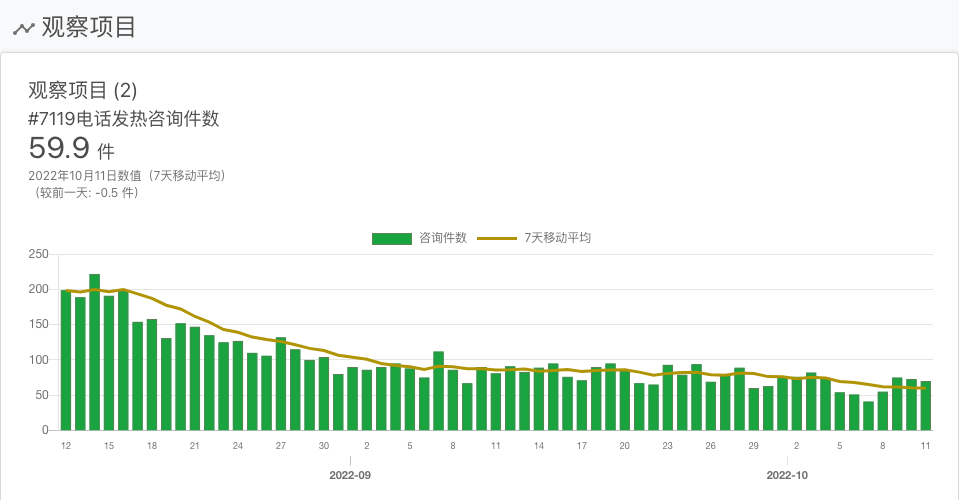 观察项目
观察项目 (2)
#7119电话发热咨询件数
59.9 件
2022年10月11日数值（7天移动平均）
（较前一天: -0.5 件）
咨询件数 7天移动平均
250
200
150
100
50
0
12 15 18 21 24 27 30 2 5 8 11 14 17 20 23 26 29 2 5 8 11
2022-09 2022-10